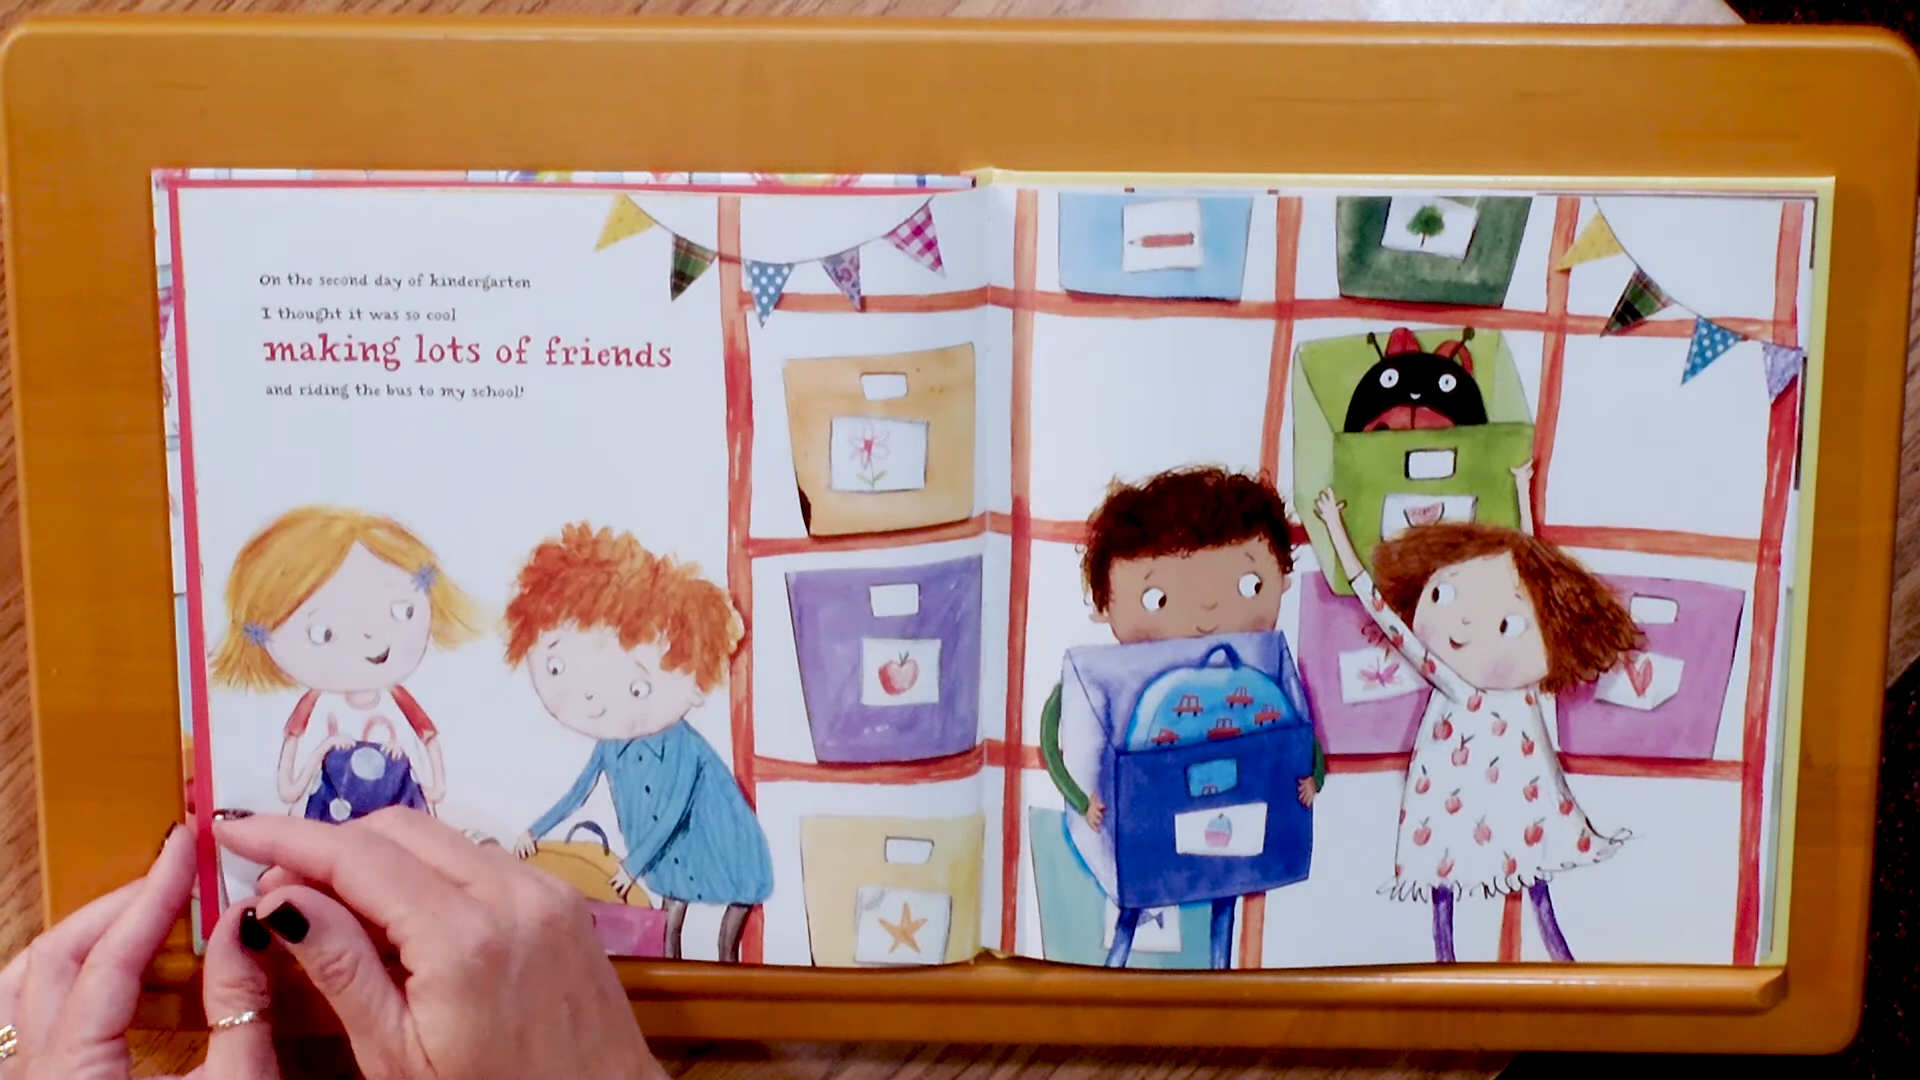 On the second day of kindergarten
I thought it was so cool
making lots of friends
and riding the bus to my school!